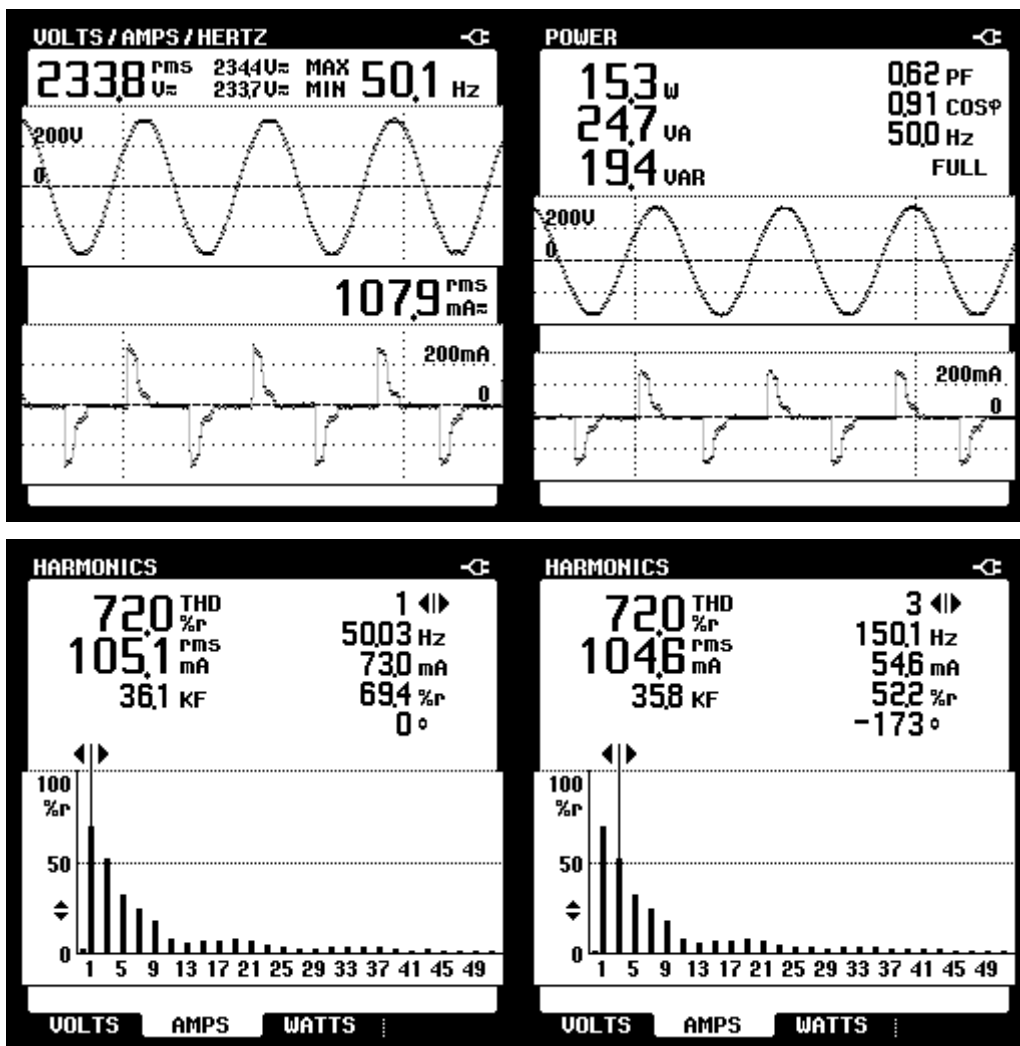 VOLTS/AMPS/HERTZ
233.8 rms V≂ 234.4V≂ MAX 233.7V≂ MIN 50.1 Hz
200V
0
107.9 rms mA≂
200mA
0
POWER
15.3 W
24.7 VA
19.4 VAR
0.62 PF
0.91 COSφ
50.0 Hz
FULL
200V
0
200mA
0
HARMONICS
72.0 THD %r
105.1 rms mA
36.1 KF
1
50.03 Hz
73.0 mA
69.4 %r
0 °
100
%r
50
0
1 5 9 13 17 21 25 29 33 37 41 45 49
VOLTS AMPS WATTS
HARMONICS
72.0 THD %r
104.6 rms mA
35.8 KF
3
150.1 Hz
54.6 mA
52.2 %r
-173 °
100
%r
50
0
1 5 9 13 17 21 25 29 33 37 41 45 49
VOLTS AMPS WATTS